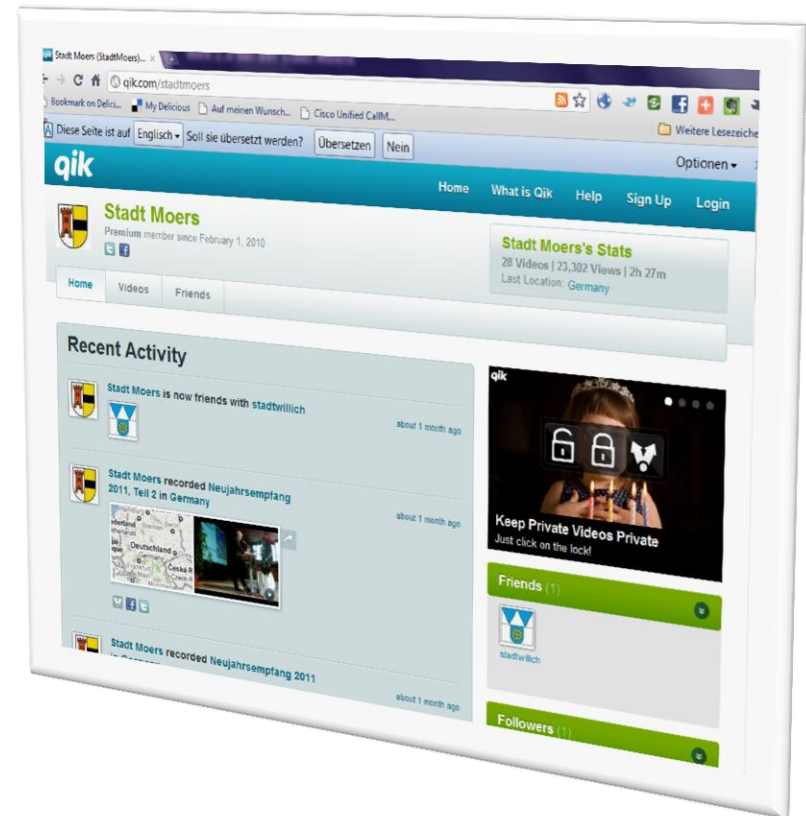 Stadt Moers (StadtMoers)...
qik.com/stadtmoers
Bookmark on Delici... My Delicious Auf meinen Wunsch... Cisco Unified CallM...
Weitere Lesezeiche
Diese Seite ist auf Englisch Soll sie übersetzt werden? Übersetzen Nein
Optionen
qik
Home What is Qik Help Sign Up Login
Stadt Moers
Premium member since February 1, 2010
Stadt Moers's Stats
28 Videos | 23,302 Views | 2h 27m
Last Location: Germany
Home Videos Friends
Recent Activity
Stadt Moers is now friends with stadtwillich
about 1 month ago
Stadt Moers recorded Neujahrsempfang
2011, Teil 2 in Germany
about 1 month ago
Deutschland
Germany
Stadt Moers recorded Neujahrsempfang 2011
in Germany
about 1 month ago
qik
Keep Private Videos Private
Just click on the lock!
Friends (1)
stadtwillich
Followers (1)